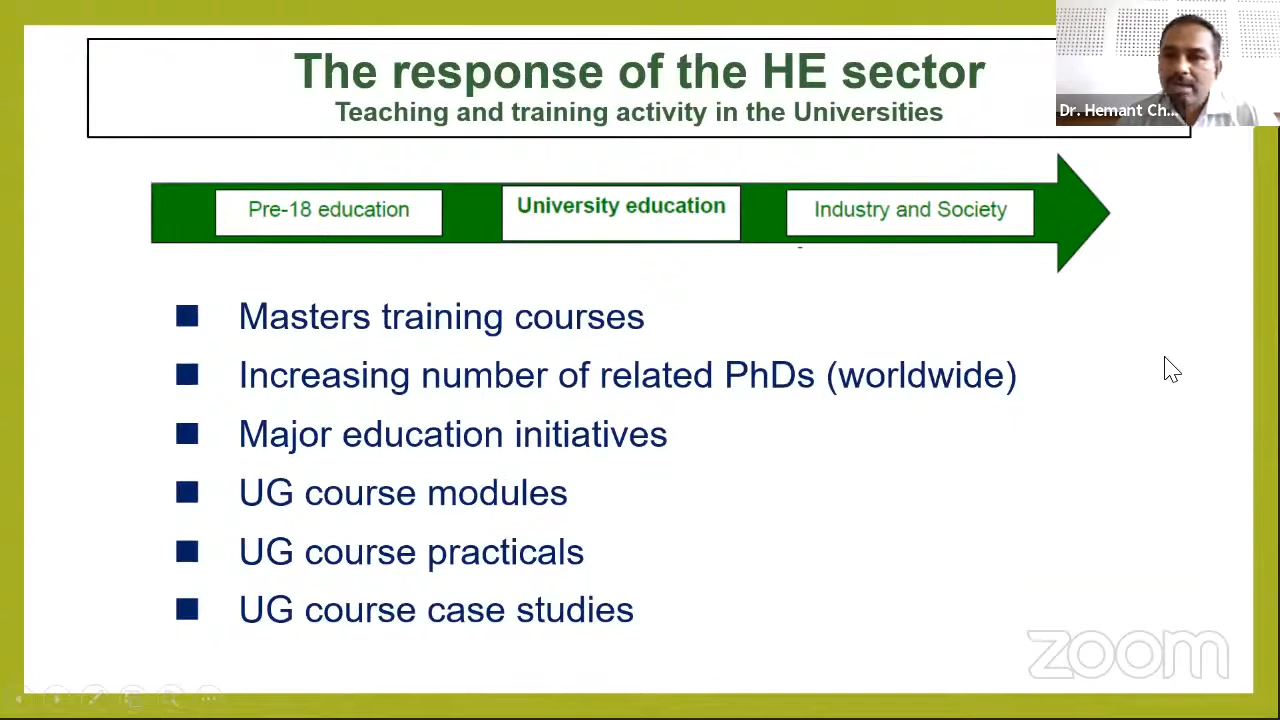 The response of the HE sector
Teaching and training activity in the Universities
Dr. Hemant Ch...
Pre-18 education
University education
Industry and Society
Masters training courses
Increasing number of related PhDs (worldwide)
Major education initiatives
UG course modules
UG course practicals
UG course case studies
zoom